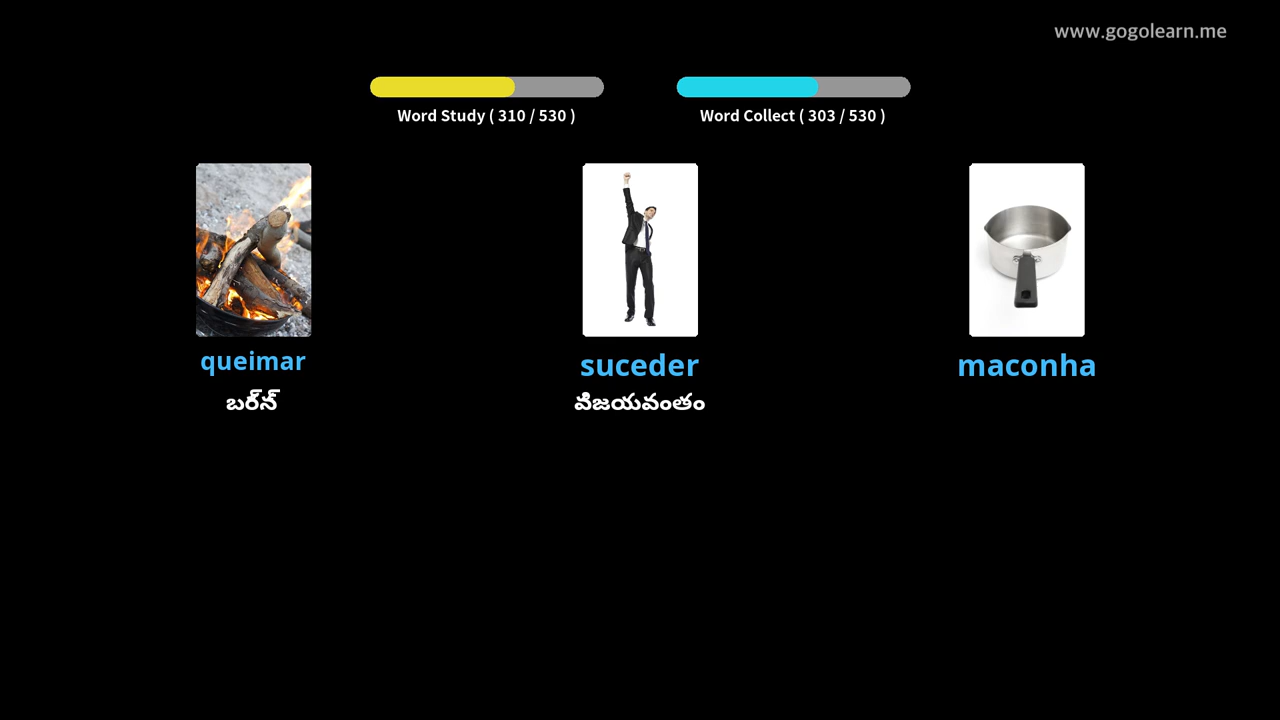 www.gogolearn.me
Word Study ( 310 / 530 )
Word Collect ( 303 / 530 )
queimar
suceder
maconha
బర్న్
విజయవంతం